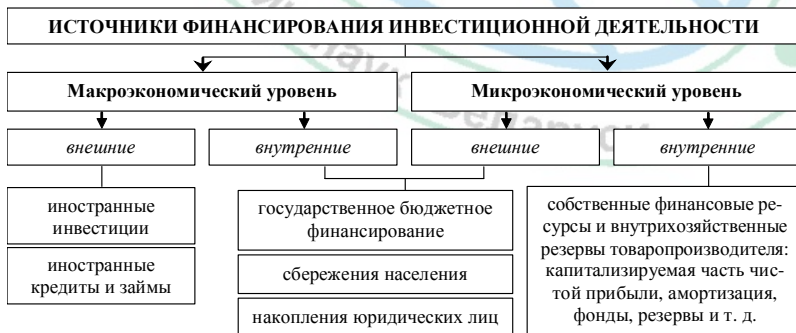 ИСТОЧНИКИ ФИНАНСИРОВАНИЯ ИНВЕСТИЦИОННОЙ ДЕЯТЕЛЬНОСТИ
Макроэкономический уровень
Микроэкономический уровень
внешние
внутренние
внешние
внутренние
иностранные
инвестиции
иностранные
кредиты и займы
государственное бюджетное
финансирование
сбережения населения
накопления юридических лиц
собственные финансовые ре-
сурсы и внутрихозяйственные
резервы товаропроизводителя:
капитализируемая часть чис-
той прибыли, амортизация,
фонды, резервы и т. д.